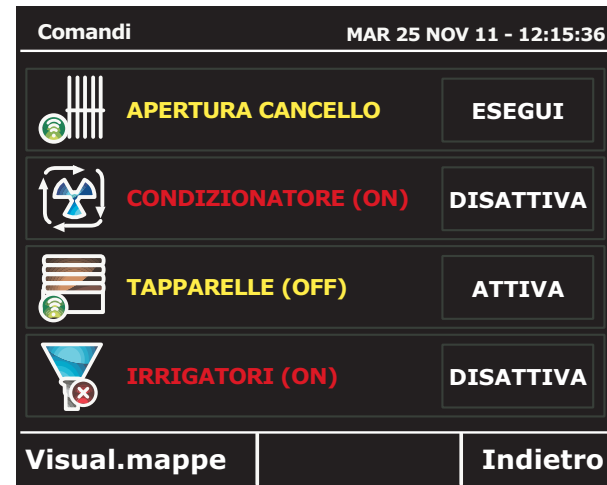 Comandi MAR 25 NOV 11 - 12:15:36
APERTURA CANCELLO ESEGUI
CONDIZIONATORE (ON) DISATTIVA
TAPPARELLE (OFF) ATTIVA
IRRIGATORI (ON) DISATTIVA
Visual.mappe Indietro